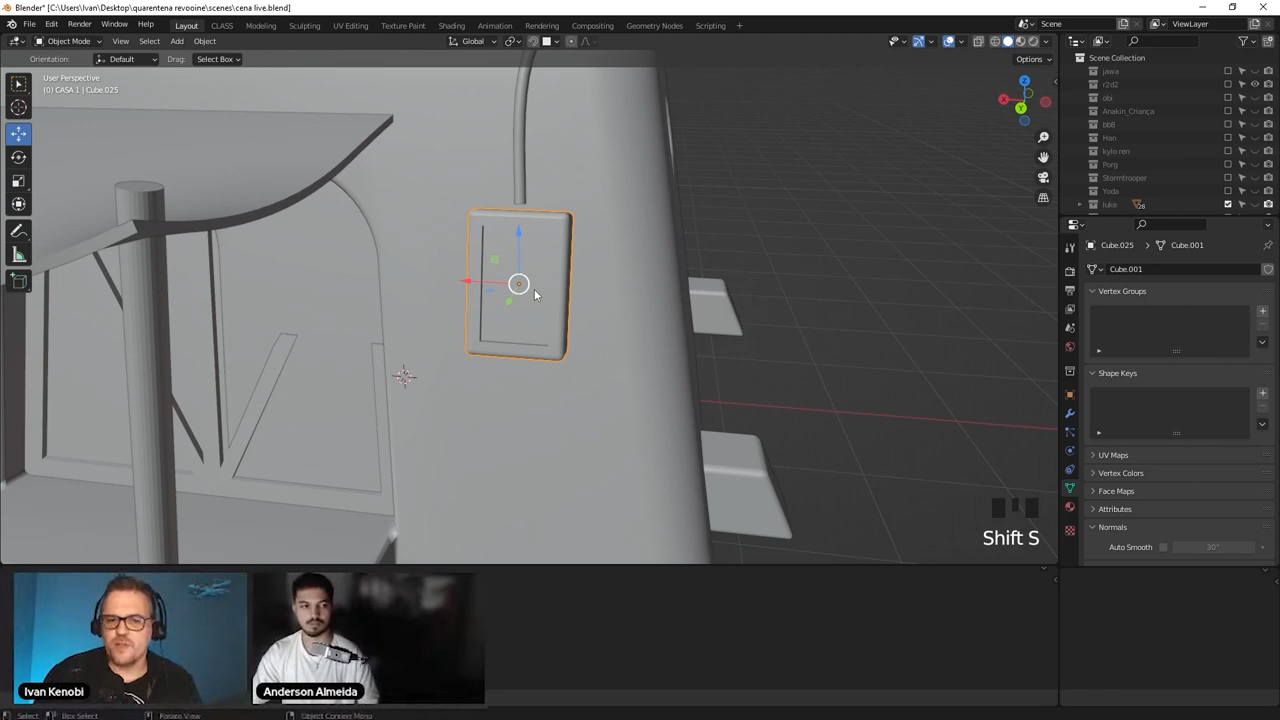 Blender* [C:\Users\Ivan\Desktop\quarentena revooine\scenes\cena live.blend]
File Edit Render Window Help Layout CLASS Modeling Sculpting UV Editing Texture Paint Shading Animation Rendering Compositing Geometry Nodes Scripting + Scene ViewLayer
Object Mode View Select Add Object Global
Orientation: Default Drag: Select Box Options
User Perspective
(0) CASA 1 | Cube.025
Z
X
Y
Scene Collection
jawa
r2d2
obi
Anakin_Criança
bb8
Han
kylo ren
Porg
Stormtrooper
Yoda
luke 28
Cube.025 Cube.001
Cube.001
Vertex Groups
Shape Keys
UV Maps
Vertex Colors
Face Maps
Attributes
Normals
Auto Smooth 30°
Shift S
Ivan Kenobi
Anderson Almeida
Select Box Select Rotate View Object Context Menu